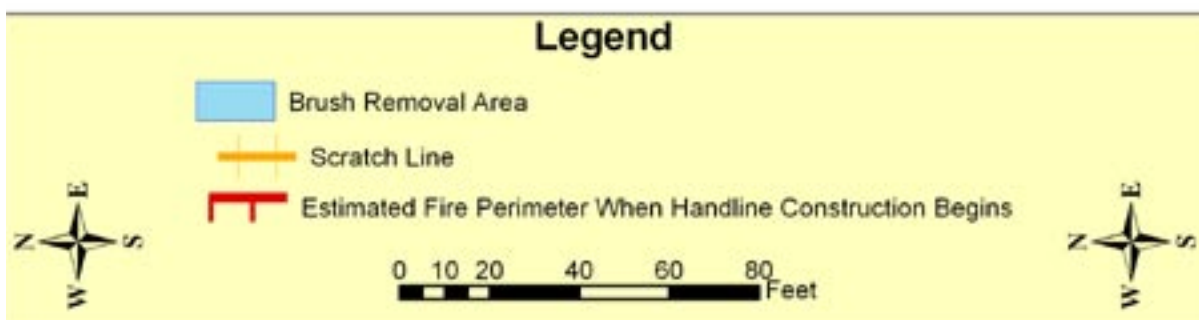 Legend
Brush Removal Area
Scratch Line
Estimated Fire Perimeter When Handline Construction Begins
E
N S
W
0 10 20 40 60 80
Feet
E
N S
W